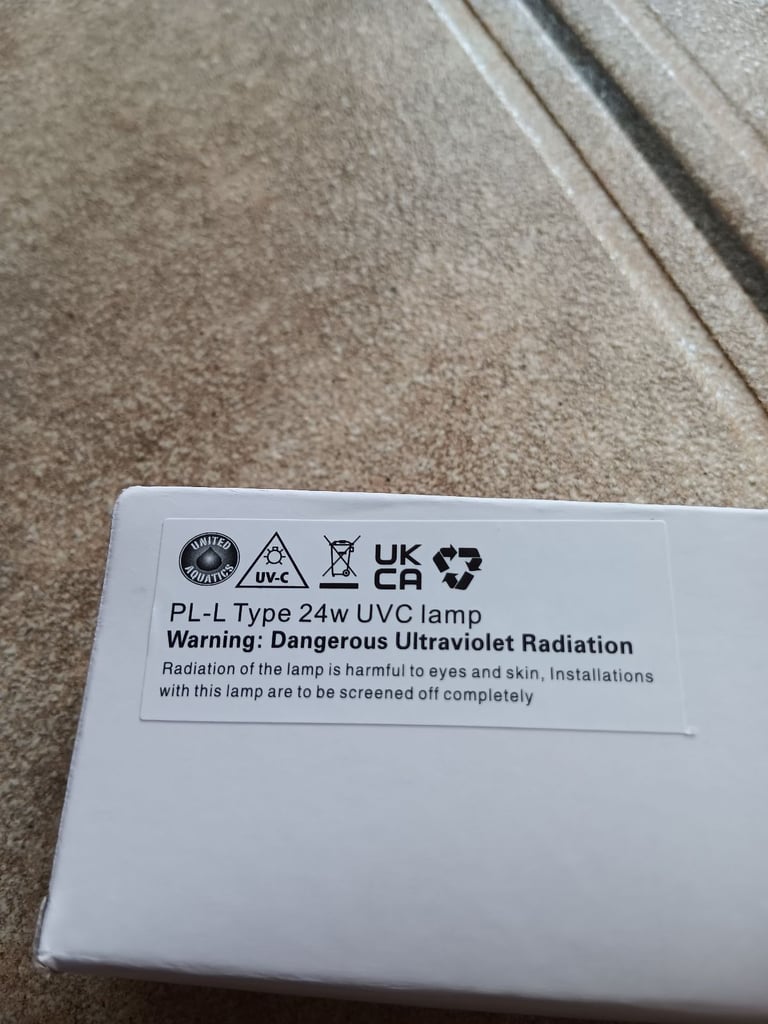 UNITED
AQUATICS
UV-C
UK
CA
PL-L Type 24w UVC lamp
Warning: Dangerous Ultraviolet Radiation
Radiation of the lamp is harmful to eyes and skin, Installations
with this lamp are to be screened off completely